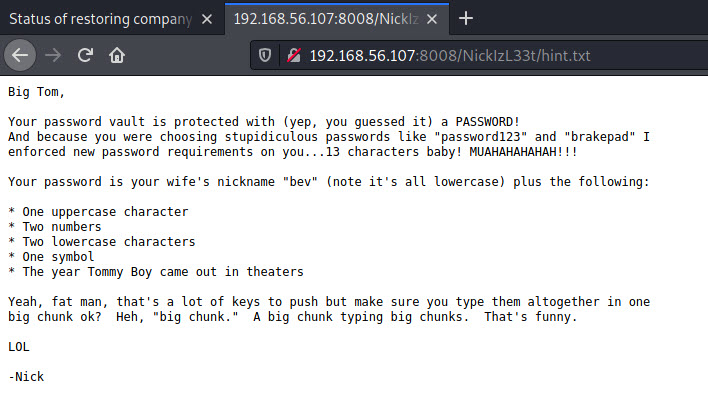 Status of restoring company
192.168.56.107:8008/NickIz
192.168.56.107:8008/NickIzL33t/hint.txt
Big Tom,
Your password vault is protected with (yep, you guessed it) a PASSWORD!
And because you were choosing stupidiculous passwords like "password123" and "brakepad" I
enforced new password requirements on you...13 characters baby! MUAHAHAHAHAH!!!
Your password is your wife's nickname "bev" (note it's all lowercase) plus the following:
* One uppercase character
* Two numbers
* Two lowercase characters
* One symbol
* The year Tommy Boy came out in theaters
Yeah, fat man, that's a lot of keys to push but make sure you type them altogether in one
big chunk ok?  Heh, "big chunk."  A big chunk typing big chunks.  That's funny.
LOL
-Nick